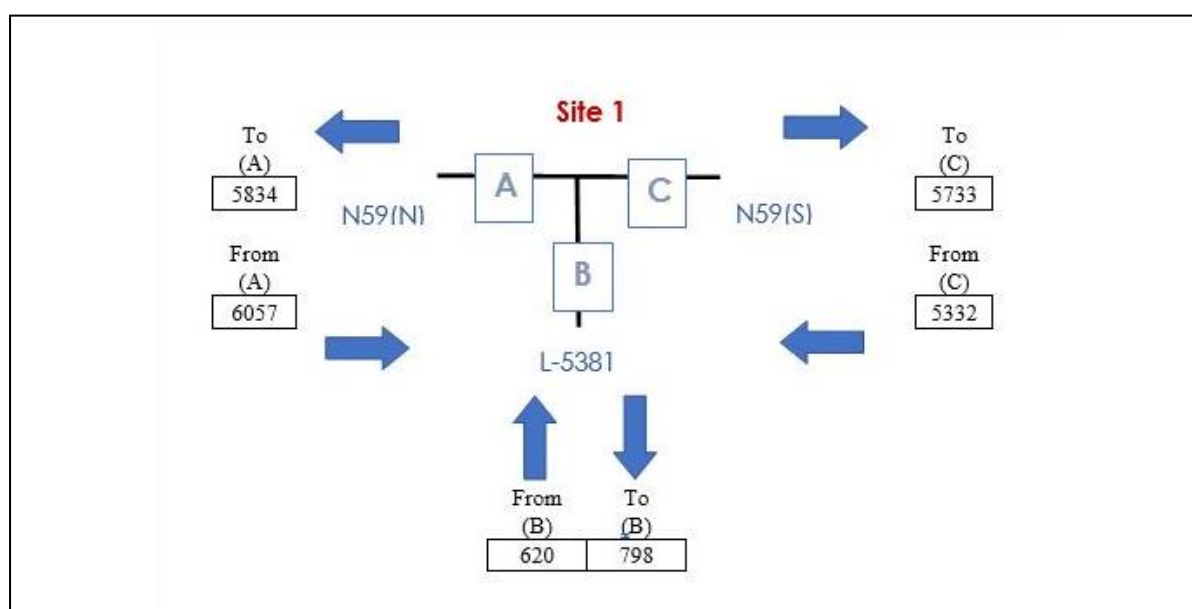 Site 1
To
(A)
5834
From
(A)
6057
A
N59(N)
C
N59(S)
B
L-5381
To
(C)
5733
From
(C)
5332
From
(B)
620
To
(B)
798